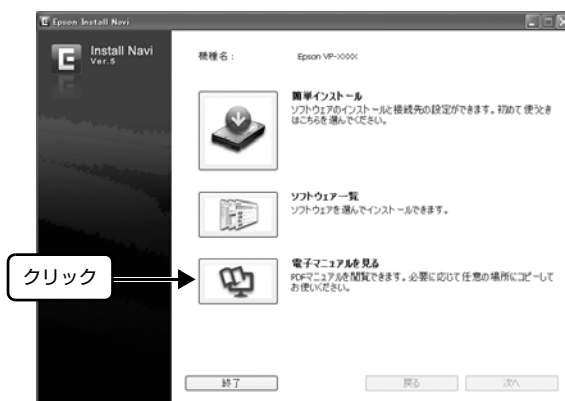 Epson Install Navi
Install Navi
Ver.5
機種名：
Epson VP-XXXX
簡単インストール
ソフトウェアのインストールと接続先の設定ができます。初めて使うとき
はこちらを選んでください。
ソフトウェア一覧
ソフトウェアを選んでインストールできます。
電子マニュアルを見る
PDFマニュアルを閲覧できます。必要に応じて任意の場所にコピーして
お使いください。
クリック
終了
戻る
次へ